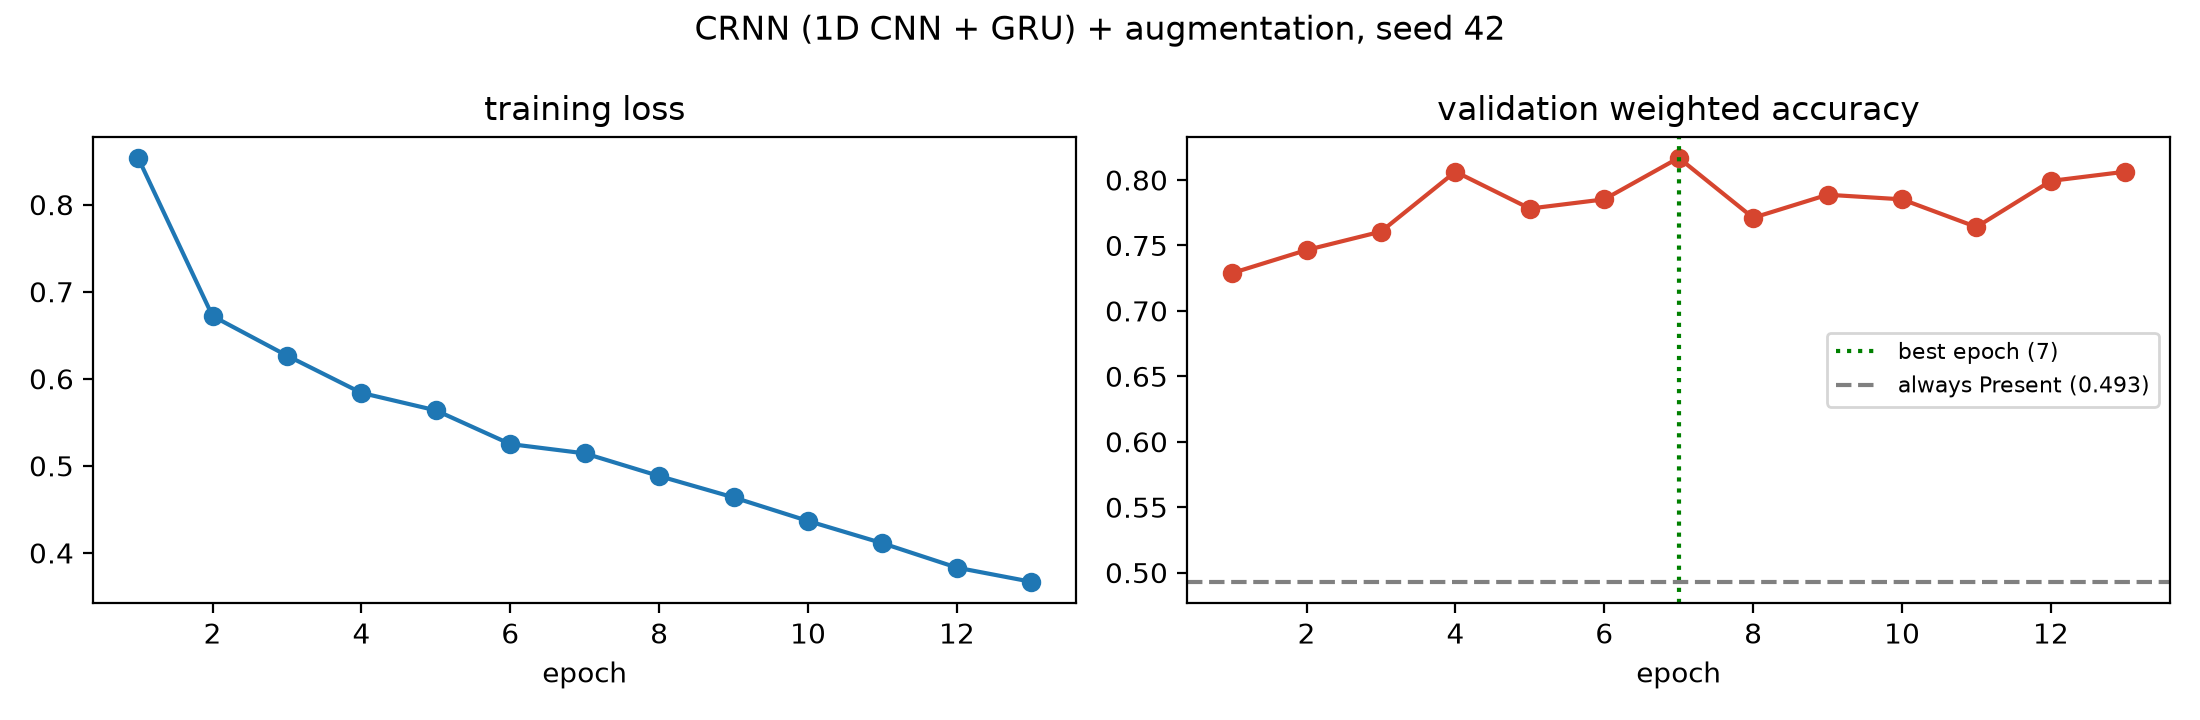 CRNN (1D CNN + GRU) + augmentation, seed 42
training loss
0.8
0.7
0.6
0.5
0.4
2 4 6 8 10 12
epoch
validation weighted accuracy
0.80
0.75
0.70
0.65
0.60
0.55
0.50
best epoch (7)
always Present (0.493)
2 4 6 8 10 12
epoch